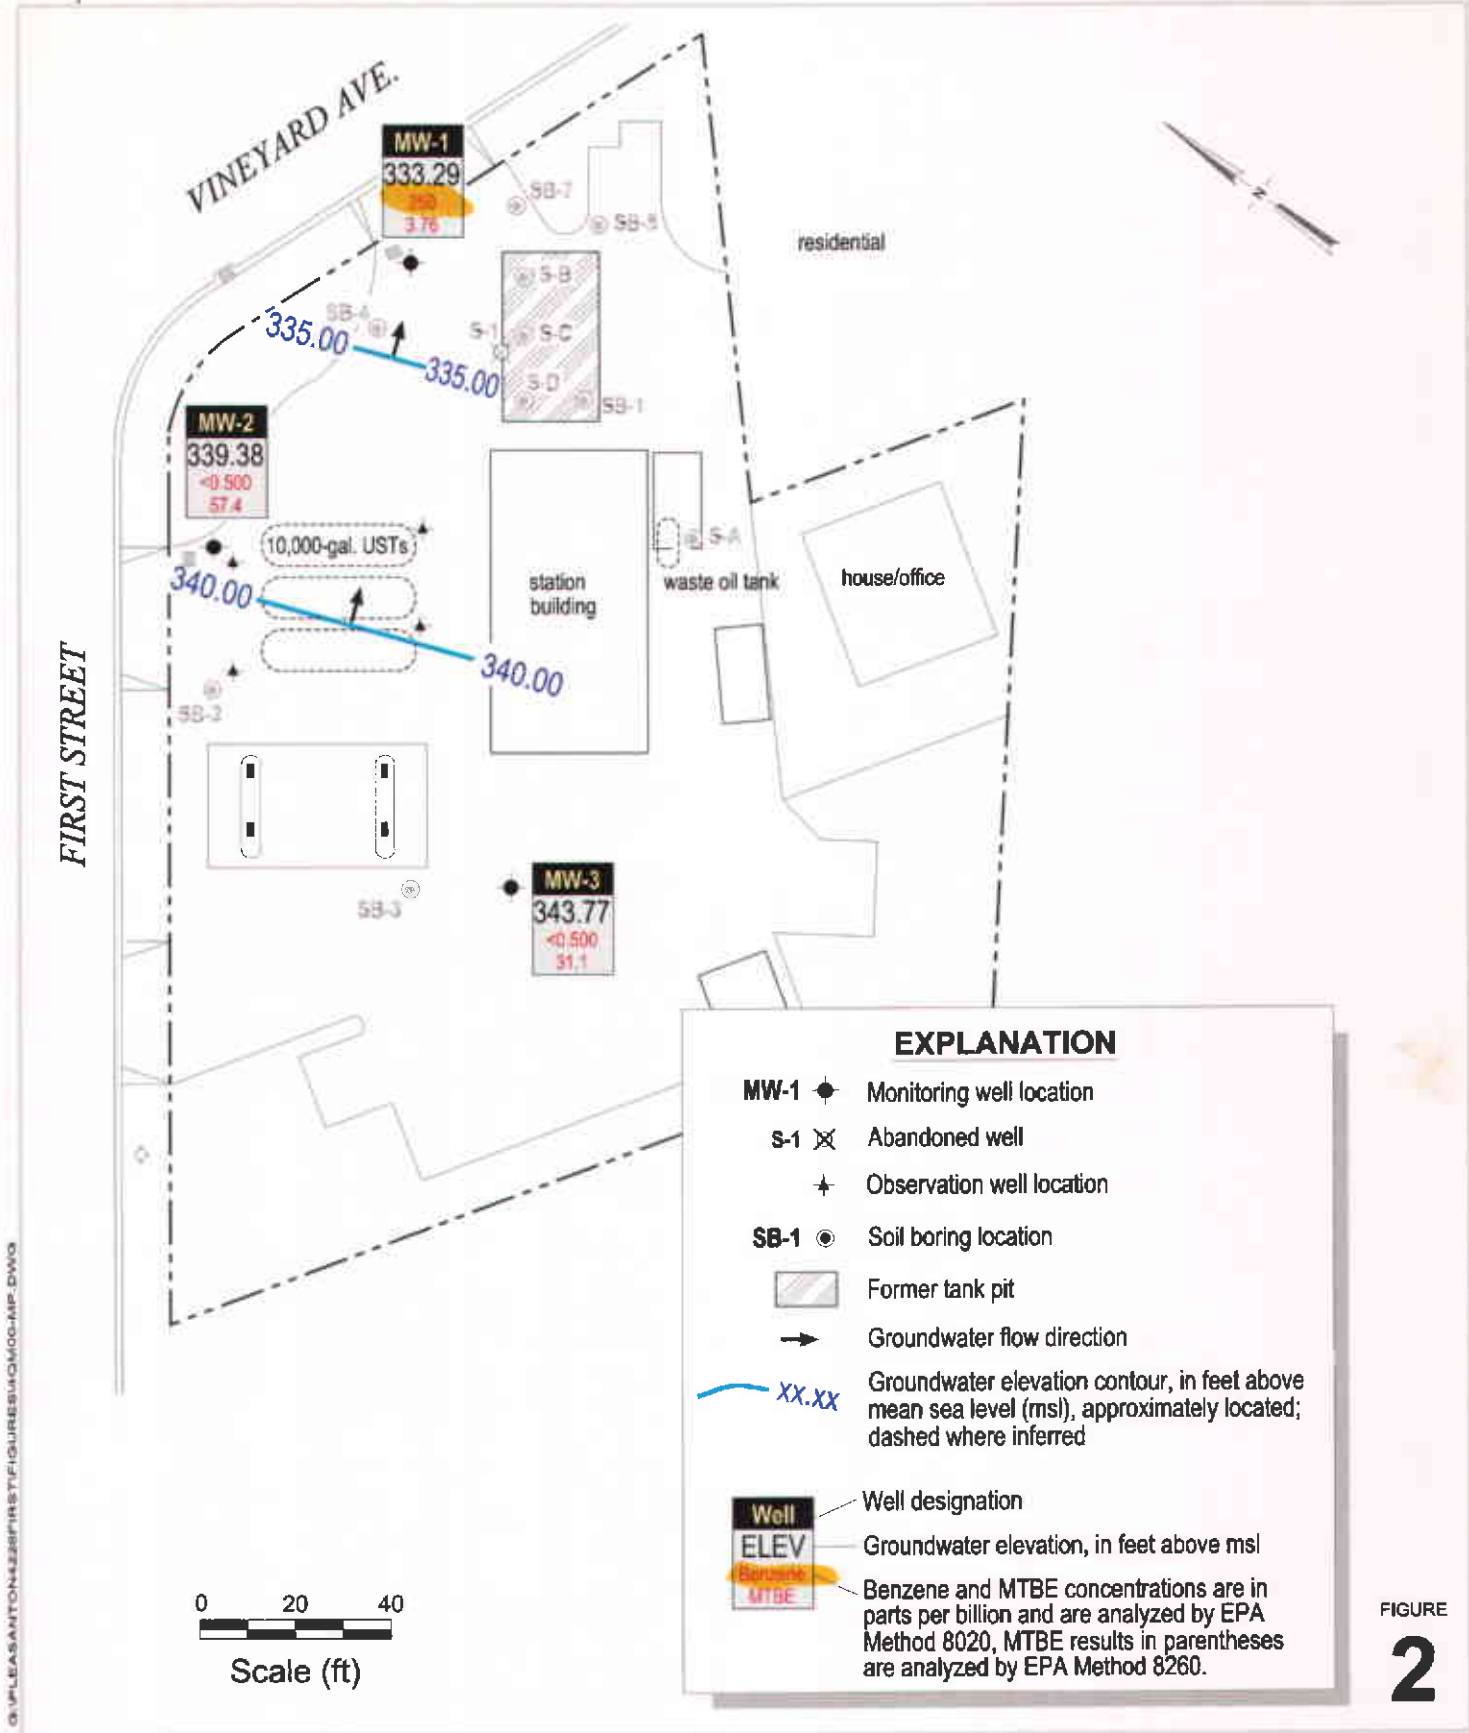 VINEYARD AVE.
MW-1
333.29
250
3.76
SB-7
SB-8
residential
N
S-B
SB-4
335.00
335.00
S-1
S-C
S-D
SB-1
MW-2
339.38
<0.500
57.4
10,000-gal. USTs
S-A
340.00
340.00
station
building
waste oil tank
house/office
FIRST STREET
SB-2
MW-3
343.77
<0.500
31.1
SB-3
EXPLANATION
MW-1 Monitoring well location
S-1 Abandoned well
Observation well location
SB-1 Soil boring location
Former tank pit
Groundwater flow direction
XX.XX Groundwater elevation contour, in feet above
mean sea level (msl), approximately located;
dashed where inferred
Well
ELEV
Benzene
MTBE
Well designation
Groundwater elevation, in feet above msl
Benzene and MTBE concentrations are in
parts per billion and are analyzed by EPA
Method 8020, MTBE results in parentheses
are analyzed by EPA Method 8260.
0 20 40
Scale (ft)
FIGURE
2